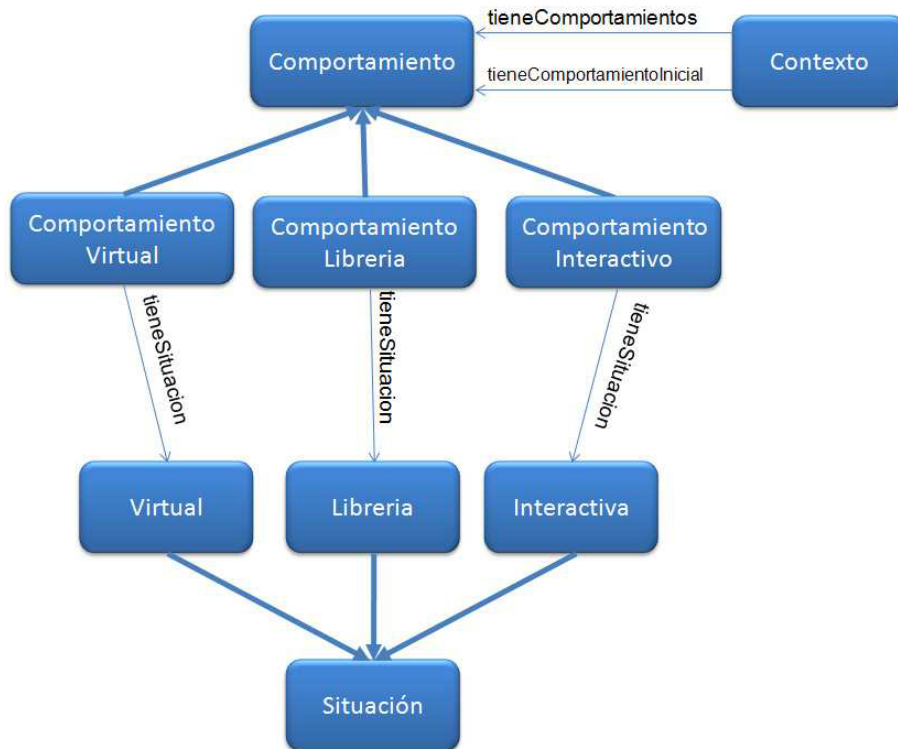 tieneComportamientos
Comportamiento
Contexto
tieneComportamientoInicial
Comportamiento
Virtual
Comportamiento
Libreria
Comportamiento
Interactivo
tieneSituacion
tieneSituacion
tieneSituacion
Virtual
Libreria
Interactiva
Situación